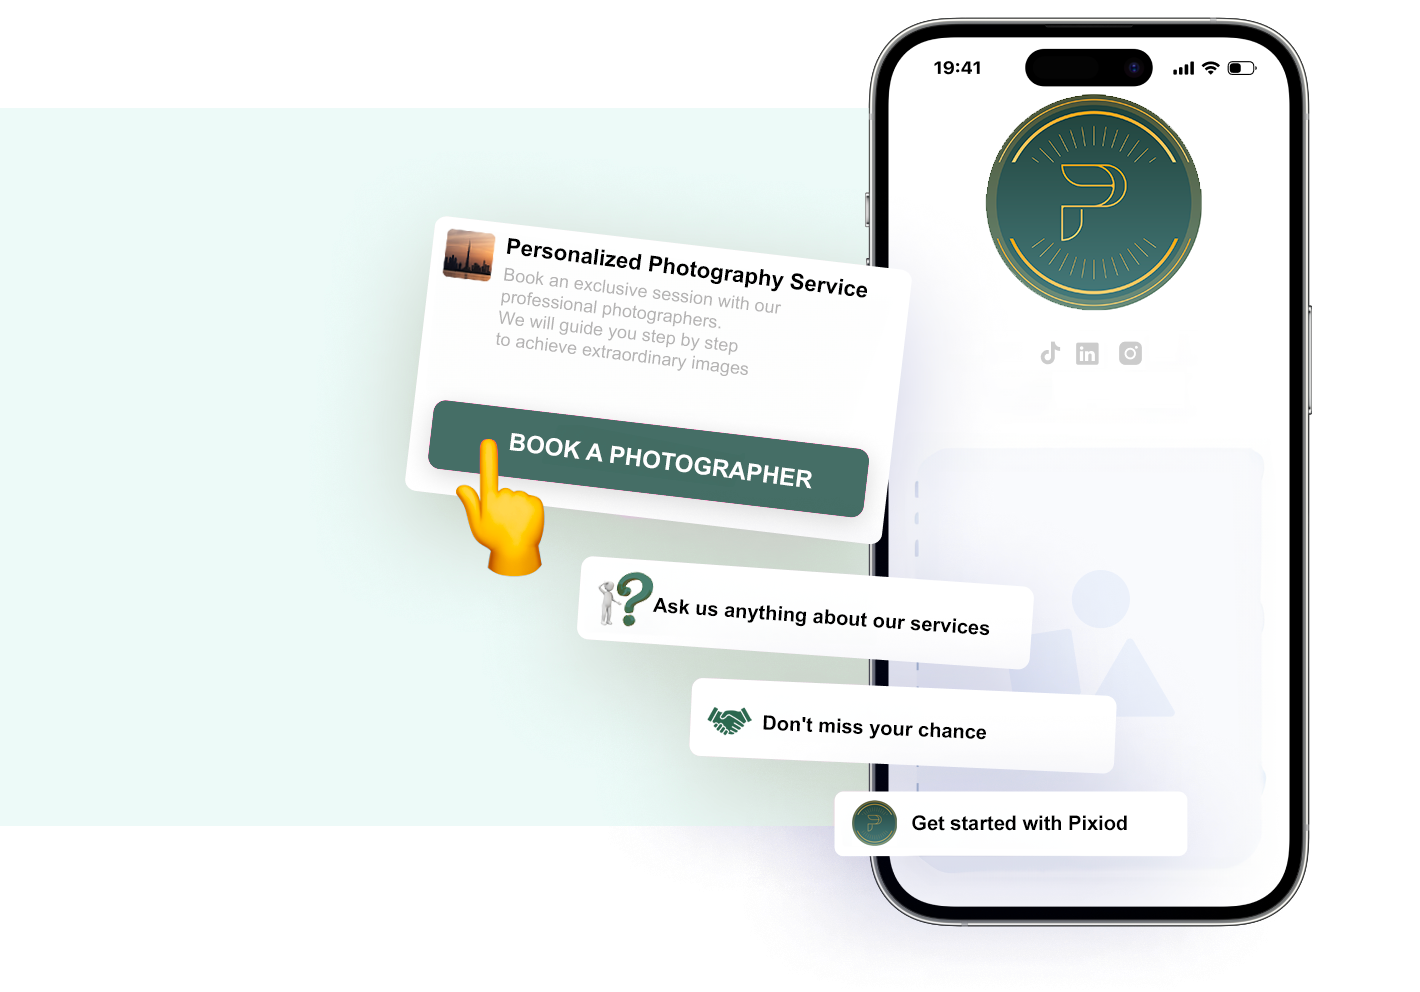 19:41
Personalized Photography Service
Book an exclusive session with our
professional photographers.
We will guide you step by step
to achieve extraordinary images
BOOK A PHOTOGRAPHER
Ask us anything about our services
Don't miss your chance
Get started with Pixiod